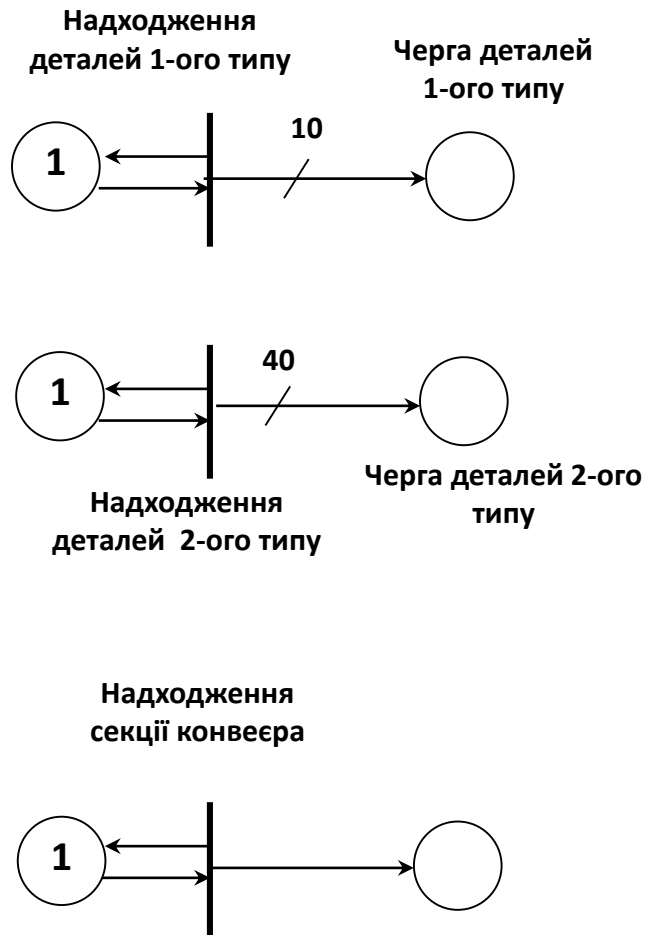 Надходження
деталей 1-ого типу
Черга деталей
1-ого типу
10
1
40
1
Черга деталей 2-ого
типу
Надходження
деталей 2-ого типу
Надходження
секції конвеєра
1